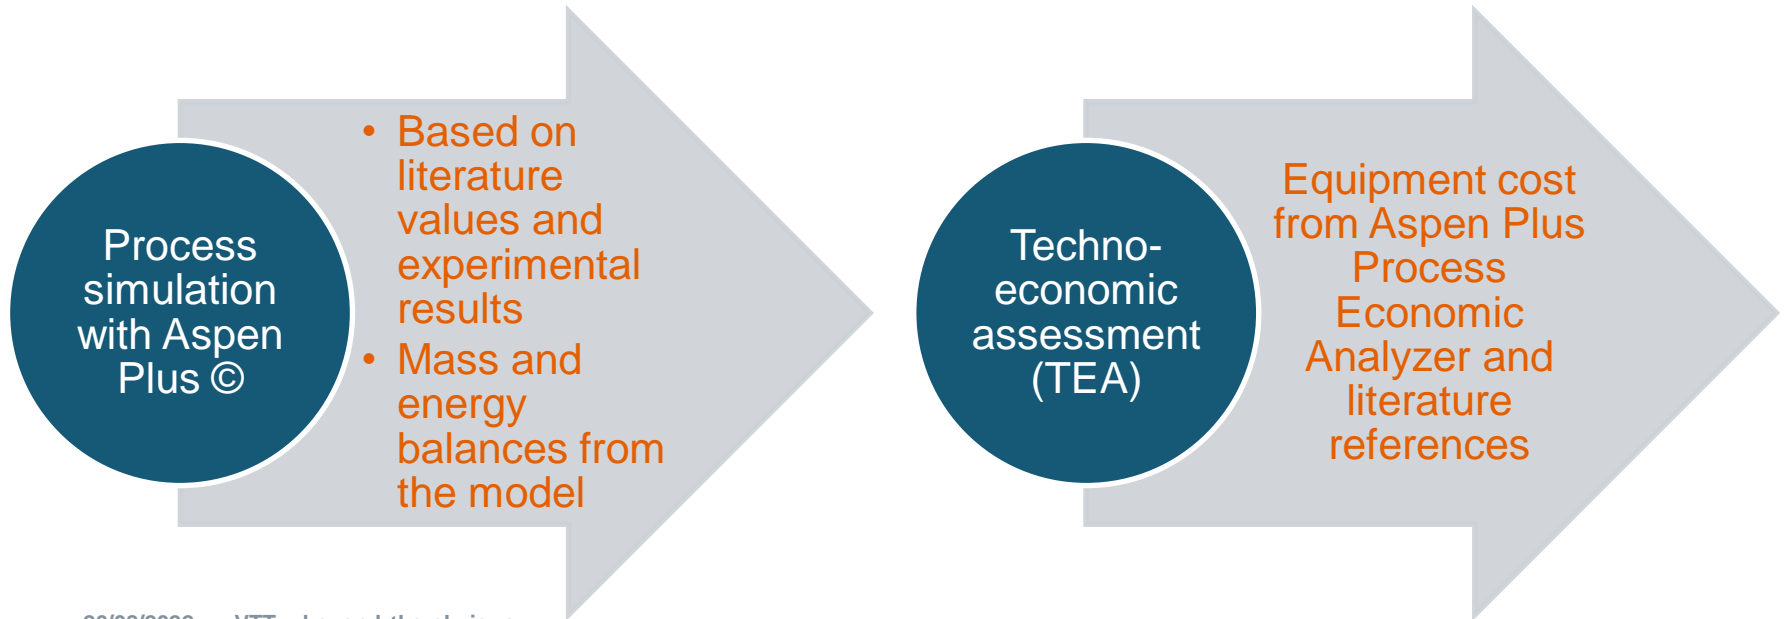 Process
simulation
with Aspen
Plus ©
• Based on
literature
values and
experimental
results
• Mass and
energy
balances from
the model
Techno-
economic
assessment
(TEA)
Equipment cost
from Aspen Plus
Process
Economic
Analyzer and
literature
references